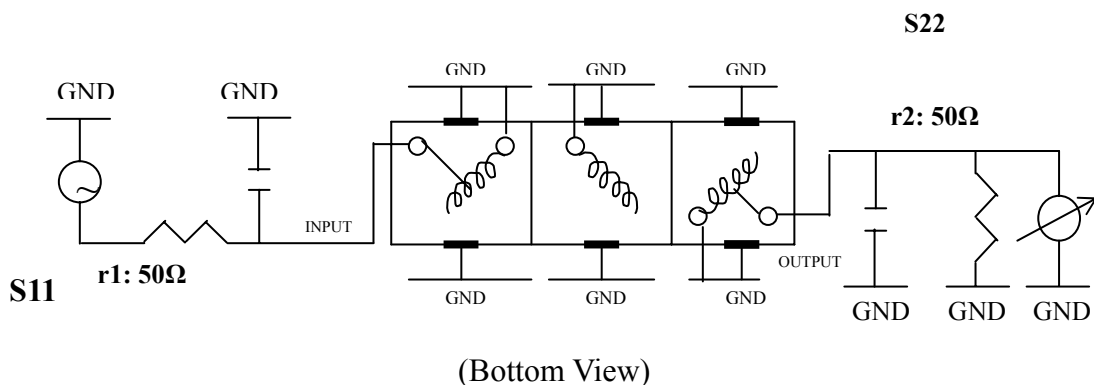 S22
GND
GND
GND
GND
GND
r2: 50Ω
INPUT
OUTPUT
r1: 50Ω
S11
GND
GND
GND
GND
GND
GND
(Bottom View)